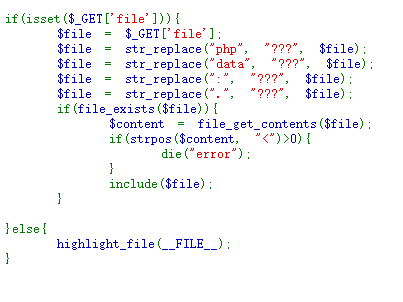 if(isset($_GET['file'])){
$file = $_GET['file'];
$file = str_replace("php", "???", $file);
$file = str_replace("data", "???", $file);
$file = str_replace(":", "???", $file);
$file = str_replace(".", "???", $file);
if(file_exists($file)){
$content = file_get_contents($file);
if(strpos($content, "<")>0){
die("error");
}
include($file);
}
}else{
highlight_file(__FILE__);
}